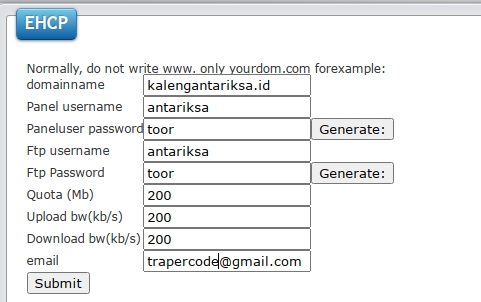 EHCP
Normally, do not write www. only yourdom.com forexample:
domainname kalengantariksa.id
Panel username antariksa
Paneluser password toor Generate:
Ftp username antariksa
Ftp Password toor Generate:
Quota (Mb) 200
Upload bw(kb/s) 200
Download bw(kb/s) 200
email trapercode@gmail.com
Submit